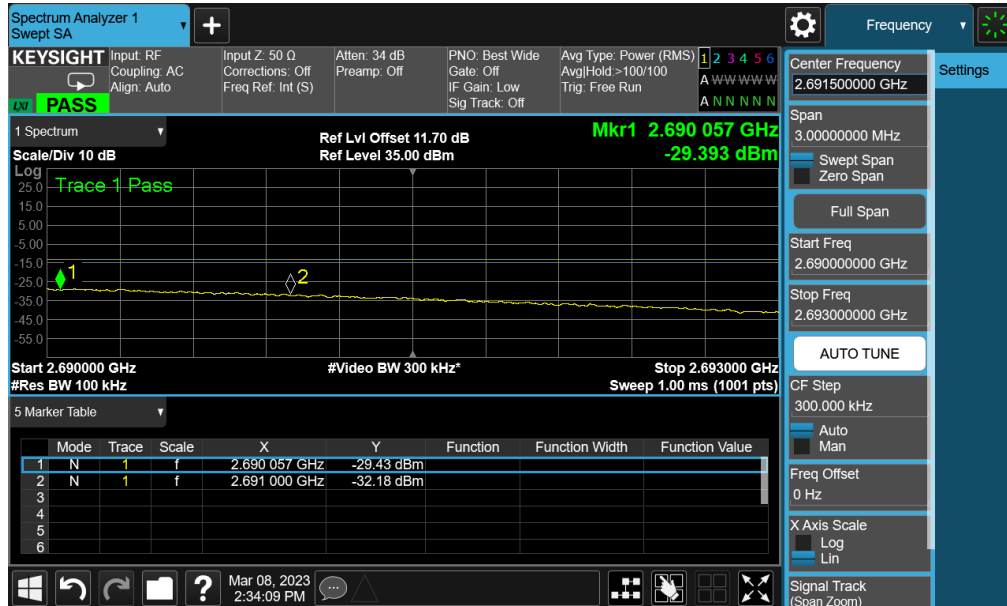 Spectrum Analyzer 1
Swept SA
+
Frequency
KEYSIGHT
LXI PASS
Input: RF
Coupling: AC
Align: Auto
Input Z: 50 Ω
Corrections: Off
Freq Ref: Int (S)
Atten: 34 dB
Preamp: Off
PNO: Best Wide
Gate: Off
IF Gain: Low
Sig Track: Off
Avg Type: Power (RMS)
Avg|Hold:>100/100
Trig: Free Run
1 2 3 4 5 6
A W W W W W
A N N N N N
1 Spectrum
Scale/Div 10 dB
Ref Lvl Offset 11.70 dB
Ref Level 35.00 dBm
Mkr1 2.690 057 GHz
-29.393 dBm
Log
Trace 1 Pass
25.0
15.0
5.00
-5.00
-15.0
-25.0
-35.0
-45.0
-55.0
1
2
Start 2.690000 GHz
#Res BW 100 kHz
#Video BW 300 kHz*
Stop 2.693000 GHz
Sweep 1.00 ms (1001 pts)
5 Marker Table
Mode Trace Scale X Y Function Function Width Function Value
1 N 1 f 2.690 057 GHz -29.43 dBm
2 N 1 f 2.691 000 GHz -32.18 dBm
3
4
5
6
?
Mar 08, 2023
2:34:09 PM
Center Frequency
2.691500000 GHz
Settings
Span
3.00000000 MHz
Swept Span
Zero Span
Full Span
Start Freq
2.690000000 GHz
Stop Freq
2.693000000 GHz
AUTO TUNE
CF Step
300.000 kHz
Auto
Man
Freq Offset
0 Hz
X Axis Scale
Log
Lin
Signal Track
(Span Zoom)